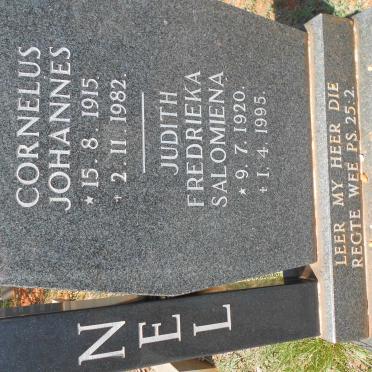 NEL
CORNELUS
JOHANNES
* 15. 8. 1915.
† 2. 11. 1982.
JUDITH
FREDRIEKA
SALOMIENA.
* 9. 7. 1920.
† 1. 4. 1995.
LEER MY HEER DIE
REGTE WEË. PS. 25:2.